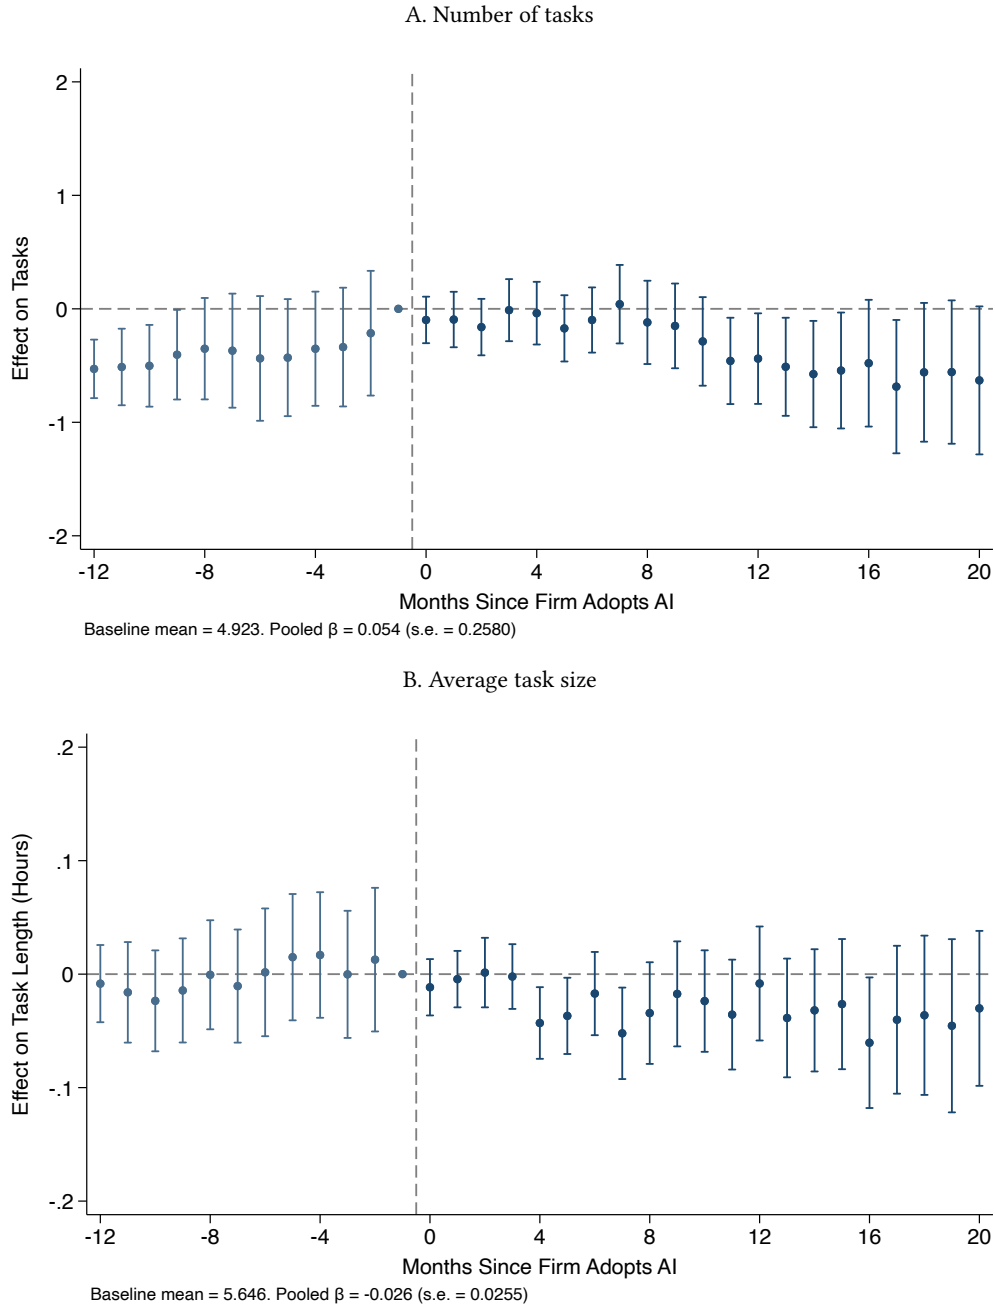 A. Number of tasks
2
1
0
-1
-2
Effect on Tasks
-12 -8 -4 0 4 8 12 16 20
Months Since Firm Adopts AI
Baseline mean = 4.923. Pooled β = 0.054 (s.e. = 0.2580)
B. Average task size
.2
.1
0
-.1
-.2
Effect on Task Length (Hours)
-12 -8 -4 0 4 8 12 16 20
Months Since Firm Adopts AI
Baseline mean = 5.646. Pooled β = -0.026 (s.e. = 0.0255)